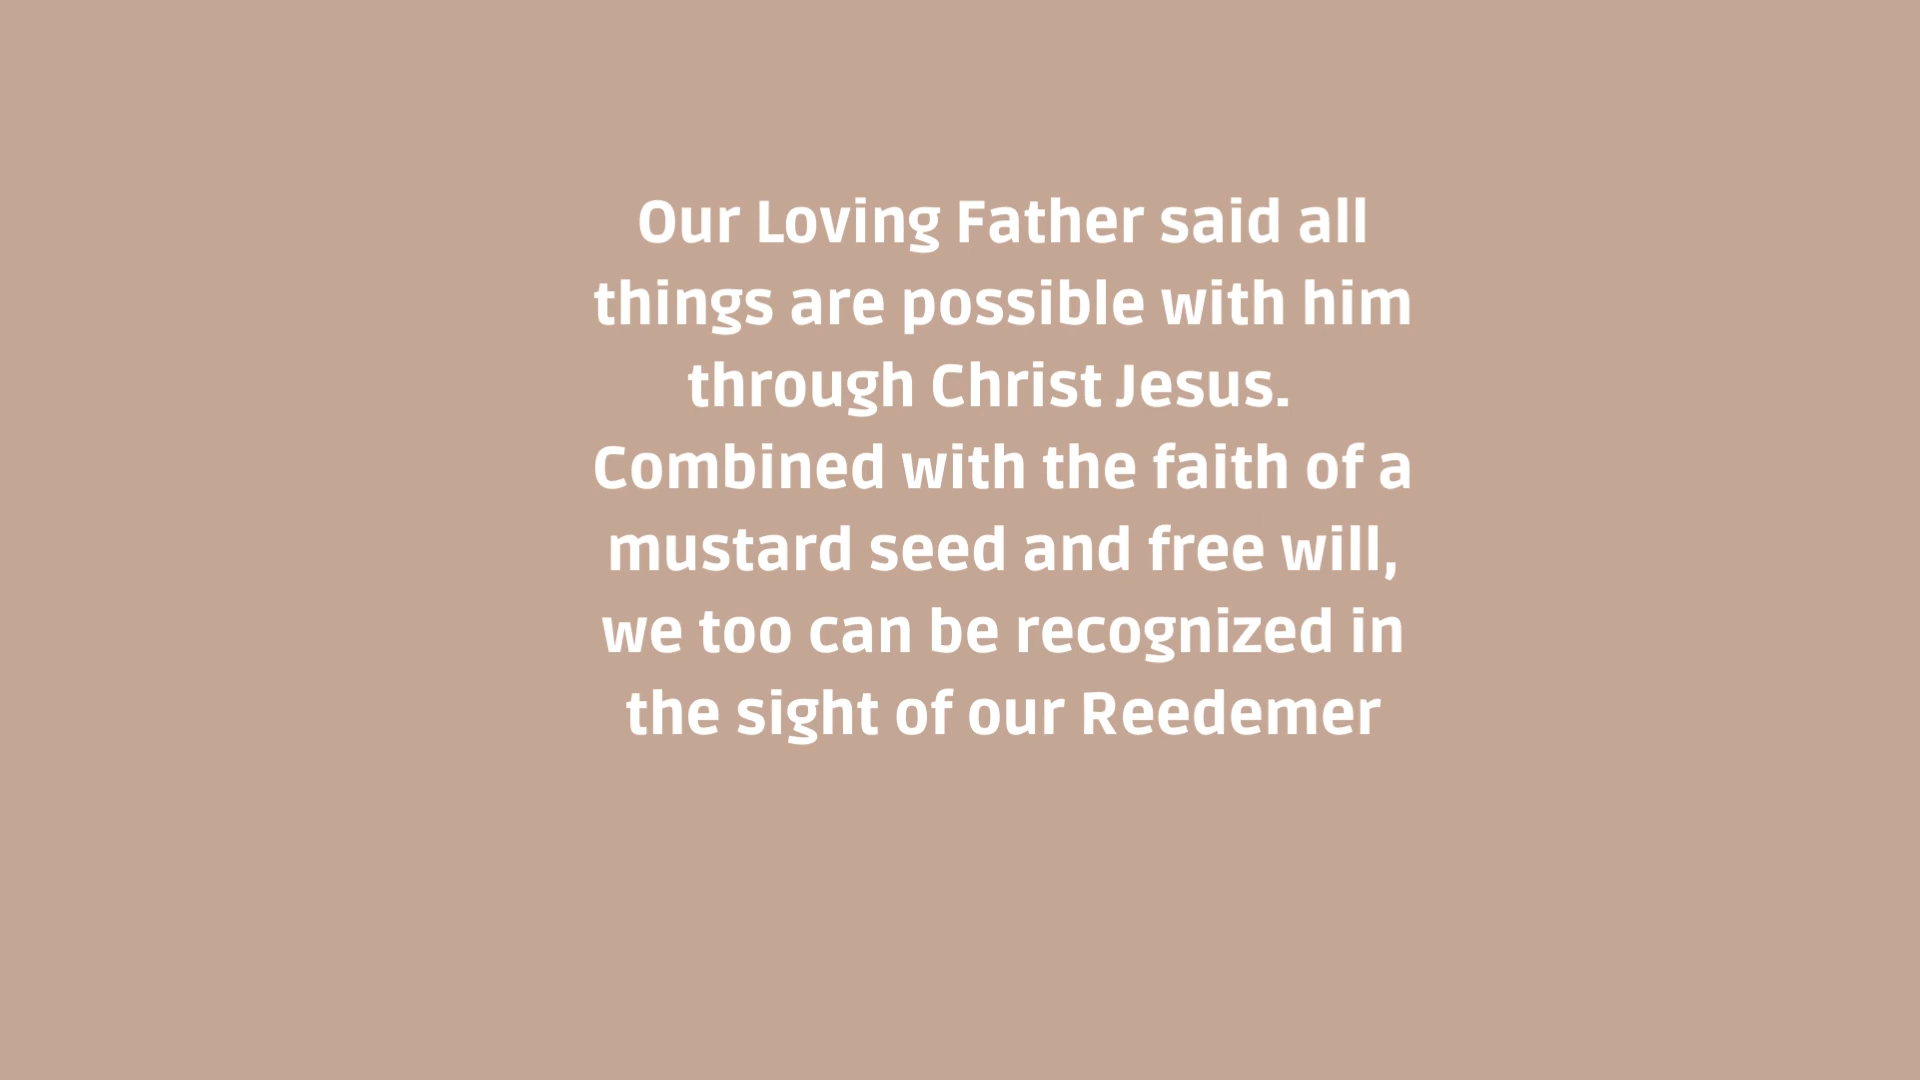 Our Loving Father said all
things are possible with him
through Christ Jesus.
Combined with the faith of a
mustard seed and free will,
we too can be recognized in
the sight of our Reedemer